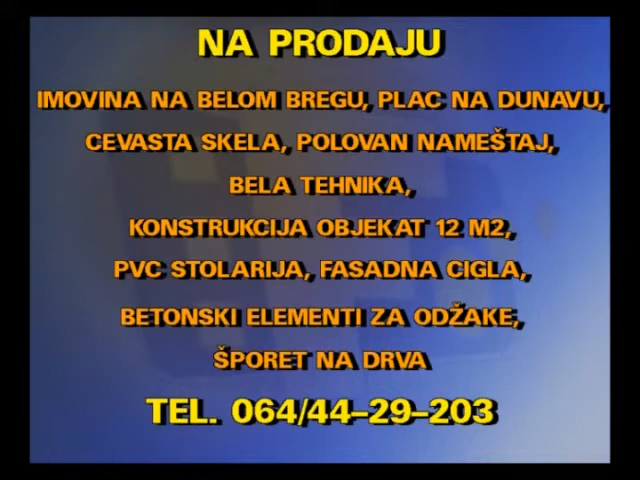 NA PRODAJU
IMOVINA NA BELOM BREGU, PLAC NA DUNAVU,
CEVASTA SKELA, POLOVAN NAMEŠTAJ,
BELA TEHNIKA,
KONSTRUKCIJA OBJEKAT 12 M2,
PVC STOLARIJA, FASADNA CIGLA,
BETONSKI ELEMENTI ZA ODŽAKE,
ŠPORET NA DRVA
TEL. 064/44-29-203